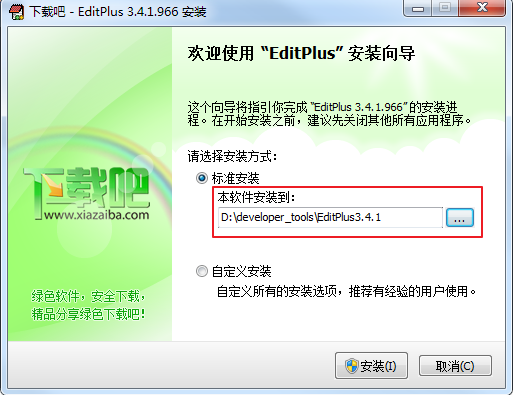 下载吧 - EditPlus 3.4.1.966 安装
欢迎使用 “EditPlus” 安装向导
这个向导将指引你完成 “EditPlus 3.4.1.966” 的安装进
程。在开始安装之前，建议先关闭其他所有应用程序。
请选择安装方式：
标准安装
本软件安装到：
D:\developer_tools\EditPlus3.4.1
...
自定义安装
自定义所有的安装选项，推荐有经验的用户使用。
下载吧
www.xiazaiba.com
绿色软件，安全下载，
精品分享绿色下载吧！
安装(I)
取消(C)